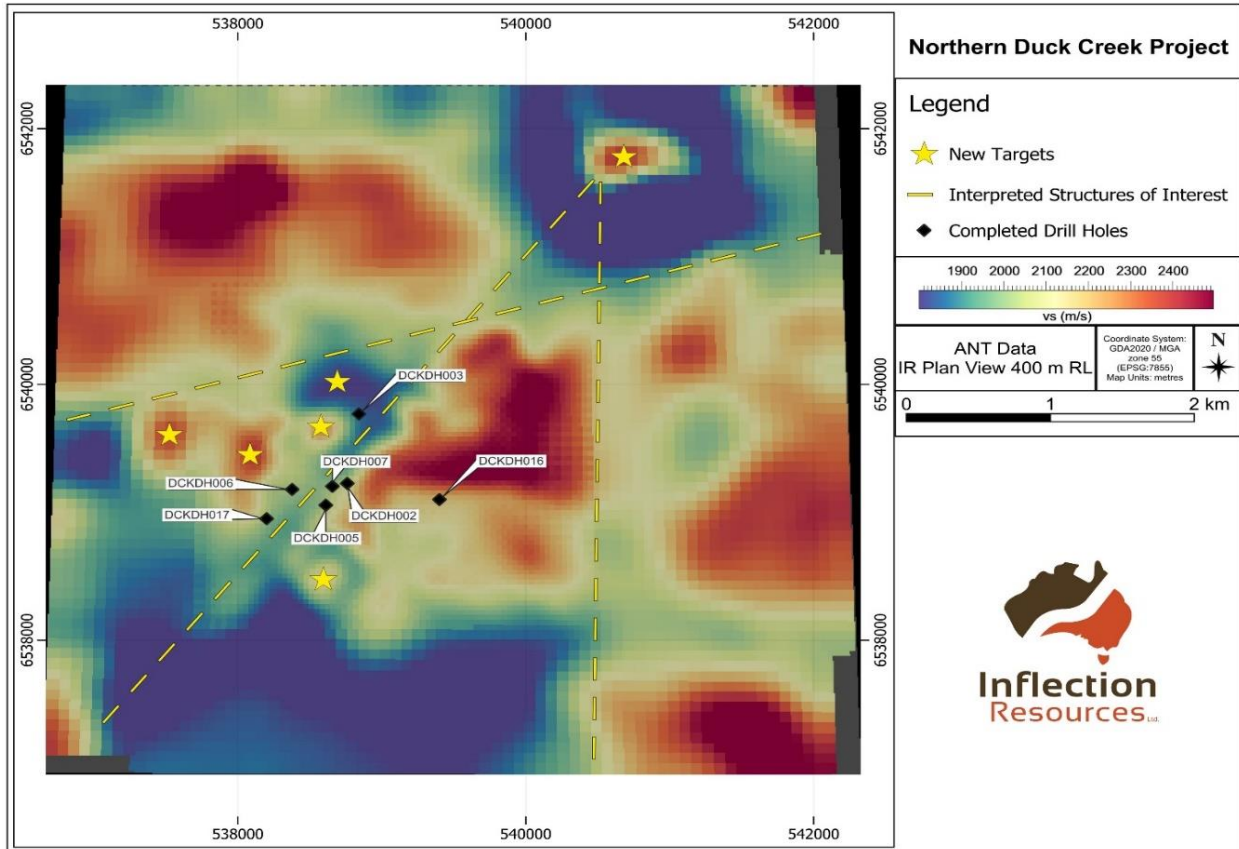 538000
540000
542000
6542000
6542000
6540000
6540000
6538000
6538000
DCKDH003
DCKDH007
DCKDH016
DCKDH006
DCKDH017
DCKDH002
DCKDH005
538000
540000
542000
Northern Duck Creek Project
Legend
New Targets
Interpreted Structures of Interest
Completed Drill Holes
1900 2000 2100 2200 2300 2400
vs (m/s)
ANT Data
IR Plan View 400 m RL
Coordinate System:
GDA2020 / MGA
zone 55
(EPSG:7855)
Map Units: metres
N
0 1 2 km
Inflection
Resources Ltd.